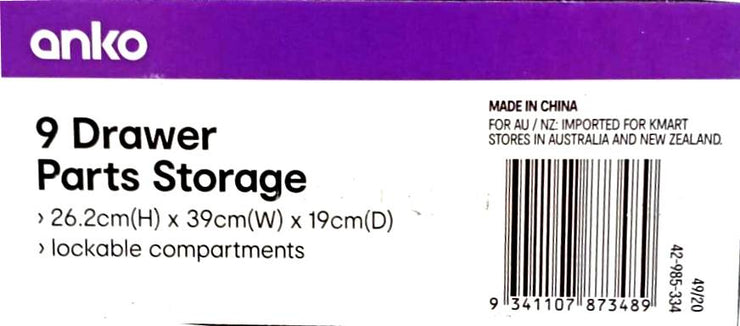 anko
9 Drawer
Parts Storage
› 26.2cm(H) x 39cm(W) x 19cm(D)
› lockable compartments
MADE IN CHINA
FOR AU / NZ: IMPORTED FOR KMART
STORES IN AUSTRALIA AND NEW ZEALAND.
9 341107 873489
42-985-334
49/20